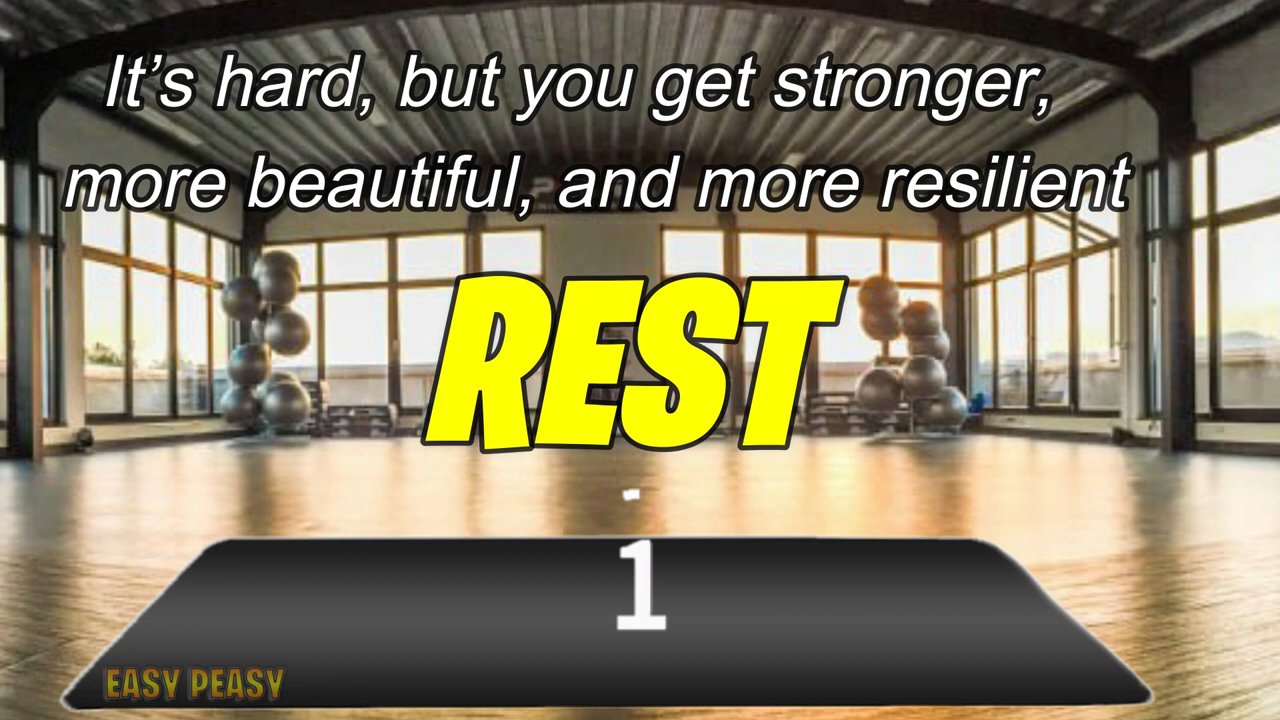 It’s hard, but you get stronger,
more beautiful, and more resilient
REST
1
EASY PEASY